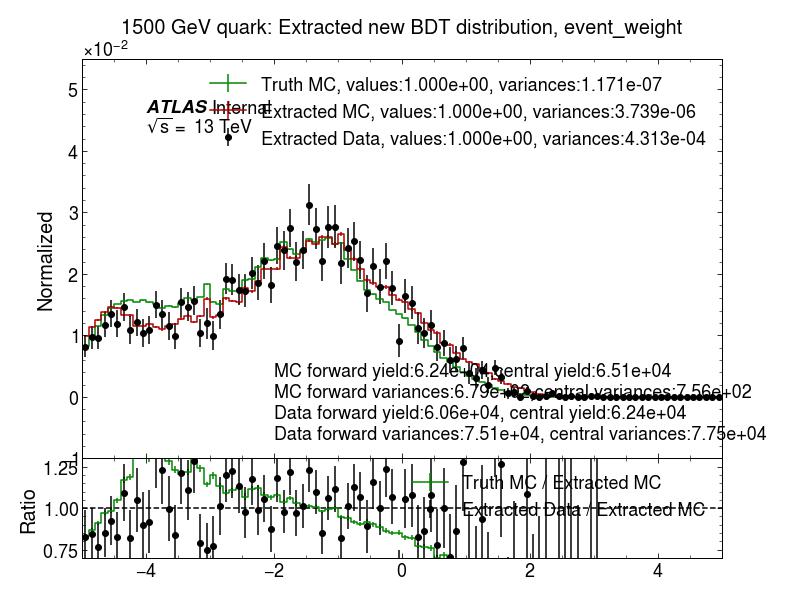 1500 GeV quark: Extracted new BDT distribution, event_weight
×10⁻²
Truth MC, values:1.000e+00, variances:1.171e-07
ATLAS Internal
Extracted MC, values:1.000e+00, variances:3.739e-06
√s = 13 TeV
Extracted Data, values:1.000e+00, variances:4.313e-04
5
4
3
2
1
0
Normalized
MC forward yield:6.24e+04, central yield:6.51e+04
MC forward variances:6.79e+02, central variances:7.56e+02
Data forward yield:6.06e+04, central yield:6.24e+04
Data forward variances:7.51e+04, central variances:7.75e+04
1.25
1.00
0.75
Ratio
Truth MC / Extracted MC
Extracted Data / Extracted MC
−4 −2 0 2 4